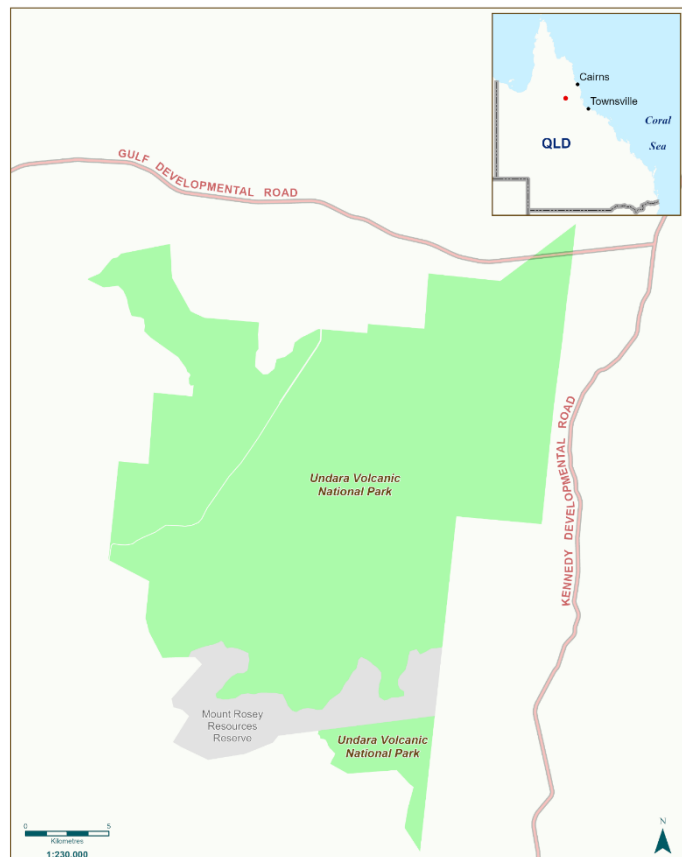 Cairns
Townsville
Coral
Sea
QLD
GULF DEVELOPMENTAL ROAD
KENNEDY DEVELOPMENTAL ROAD
Undara Volcanic
National Park
Mount Rosey
Resources
Reserve
Undara Volcanic
National Park
0 5
Kilometres
1:230,000
N